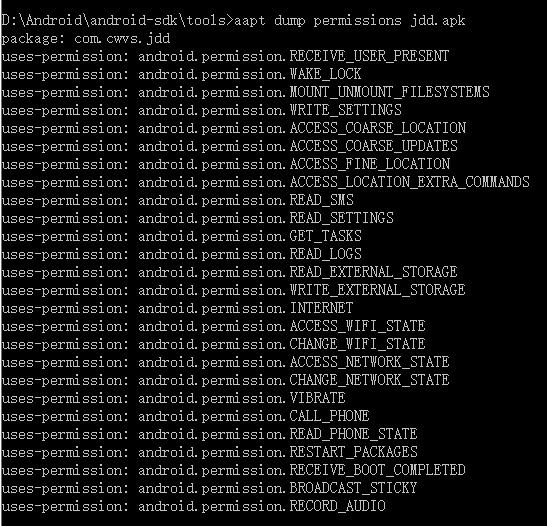 D:\Android\android-sdk\tools>aapt dump permissions jdd.apk
package: com.cwvs.jdd
uses-permission: android.permission.RECEIVE_USER_PRESENT
uses-permission: android.permission.WAKE_LOCK
uses-permission: android.permission.MOUNT_UNMOUNT_FILESYSTEMS
uses-permission: android.permission.WRITE_SETTINGS
uses-permission: android.permission.ACCESS_COARSE_LOCATION
uses-permission: android.permission.ACCESS_COARSE_UPDATES
uses-permission: android.permission.ACCESS_FINE_LOCATION
uses-permission: android.permission.ACCESS_LOCATION_EXTRA_COMMANDS
uses-permission: android.permission.READ_SMS
uses-permission: android.permission.READ_SETTINGS
uses-permission: android.permission.GET_TASKS
uses-permission: android.permission.READ_LOGS
uses-permission: android.permission.READ_EXTERNAL_STORAGE
uses-permission: android.permission.WRITE_EXTERNAL_STORAGE
uses-permission: android.permission.INTERNET
uses-permission: android.permission.ACCESS_WIFI_STATE
uses-permission: android.permission.CHANGE_WIFI_STATE
uses-permission: android.permission.ACCESS_NETWORK_STATE
uses-permission: android.permission.CHANGE_NETWORK_STATE
uses-permission: android.permission.VIBRATE
uses-permission: android.permission.CALL_PHONE
uses-permission: android.permission.READ_PHONE_STATE
uses-permission: android.permission.RESTART_PACKAGES
uses-permission: android.permission.RECEIVE_BOOT_COMPLETED
uses-permission: android.permission.BROADCAST_STICKY
uses-permission: android.permission.RECORD_AUDIO